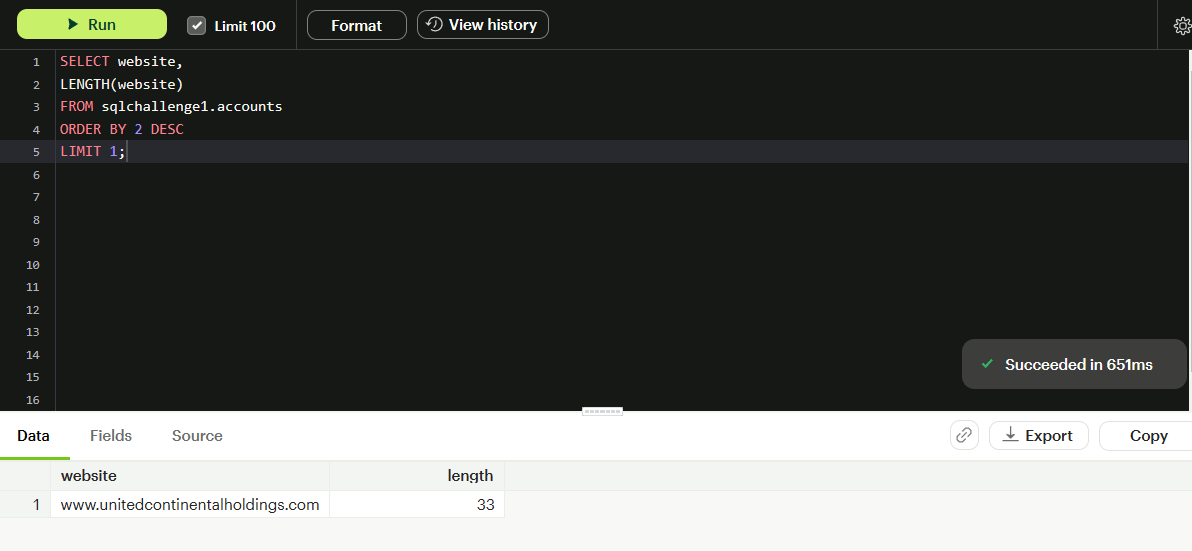 Run
Limit 100
Format
View history
1 SELECT website,
2 LENGTH(website)
3 FROM sqlchallenge1.accounts
4 ORDER BY 2 DESC
5 LIMIT 1;
6
7
8
9
10
11
12
13
14
15
16
Succeeded in 651ms
Data
Fields
Source
Export
Copy
website length
1 www.unitedcontinentalholdings.com 33